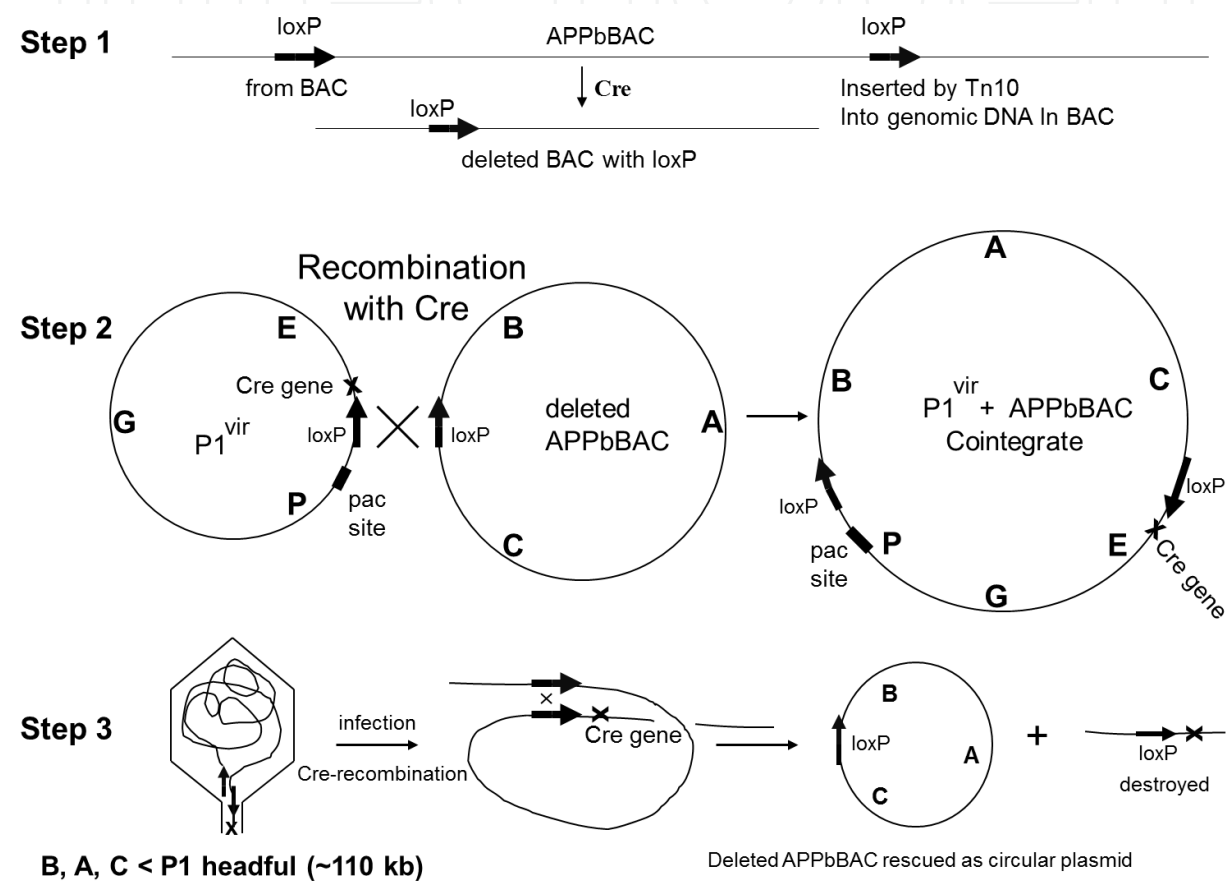 Step 1
loxP
APPbBAC
loxP
from BAC
Cre
Inserted by Tn10
Into genomic DNA In BAC
loxP
deleted BAC with loxP
Step 2
Recombination
with Cre
E
Cre gene
G
P1vir
loxP
P
pac
site
B
loxP
deleted
APPbBAC
A
C
A
B
C
P1vir + APPbBAC
Cointegrate
loxP
loxP
pac
site
P
E
G
Cre gene
Step 3
X
infection
Cre-recombination
×
Cre gene
B
loxP
A
C
+
loxP
destroyed
B, A, C < P1 headful (~110 kb)
Deleted APPbBAC rescued as circular plasmid